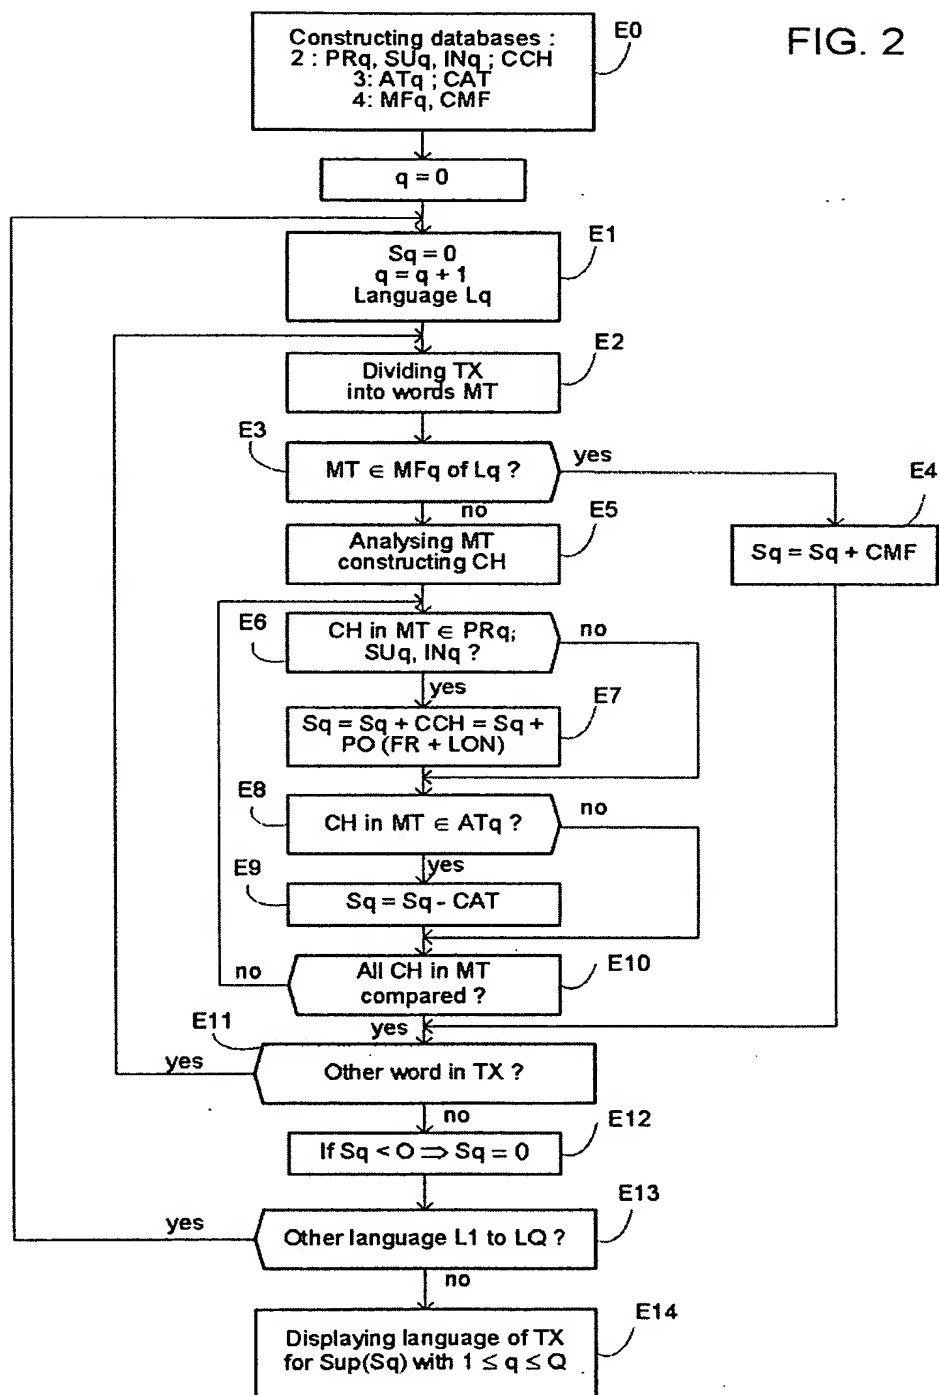 FIG. 2
E0
Constructing databases :
2 : PRq, SUq, INq ; CCH
3: ATq ; CAT
4: MFq, CMF
q = 0
E1
Sq = 0
q = q + 1
Language Lq
E2
Dividing TX
into words MT
E3
MT ∈ MFq of Lq ?
yes
no
E4
Sq = Sq + CMF
E5
Analysing MT
constructing CH
E6
CH in MT ∈ PRq;
SUq, INq ?
no
yes
E7
Sq = Sq + CCH = Sq +
PO (FR + LON)
E8
CH in MT ∈ ATq ?
no
yes
E9
Sq = Sq - CAT
E10
All CH in MT
compared ?
no
yes
E11
Other word in TX ?
yes
no
E12
If Sq < O ⇒ Sq = 0
E13
Other language L1 to LQ ?
yes
no
E14
Displaying language of TX
for Sup(Sq) with 1 ≤ q ≤ Q